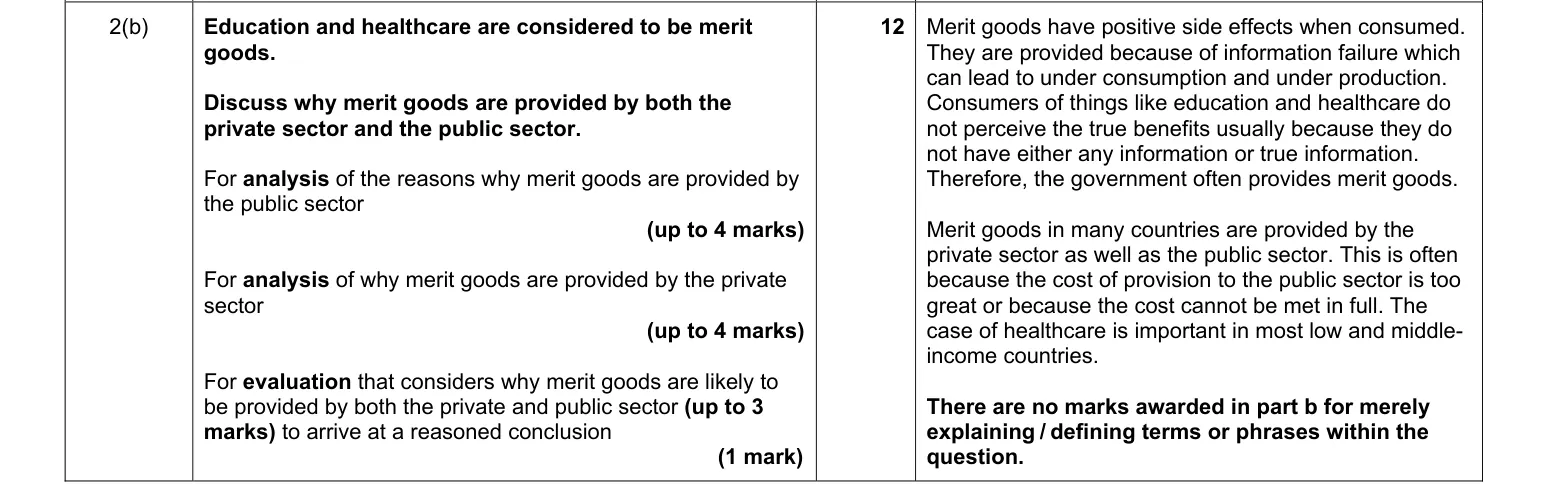 2(b)
Education and healthcare are considered to be merit
goods.
Discuss why merit goods are provided by both the
private sector and the public sector.
For analysis of the reasons why merit goods are provided by
the public sector
(up to 4 marks)
For analysis of why merit goods are provided by the private
sector
(up to 4 marks)
For evaluation that considers why merit goods are likely to
be provided by both the private and public sector (up to 3
marks) to arrive at a reasoned conclusion
(1 mark)
12
Merit goods have positive side effects when consumed.
They are provided because of information failure which
can lead to under consumption and under production.
Consumers of things like education and healthcare do
not perceive the true benefits usually because they do
not have either any information or true information.
Therefore, the government often provides merit goods.
Merit goods in many countries are provided by the
private sector as well as the public sector. This is often
because the cost of provision to the public sector is too
great or because the cost cannot be met in full. The
case of healthcare is important in most low and middle-
income countries.
There are no marks awarded in part b for merely
explaining / defining terms or phrases within the
question.